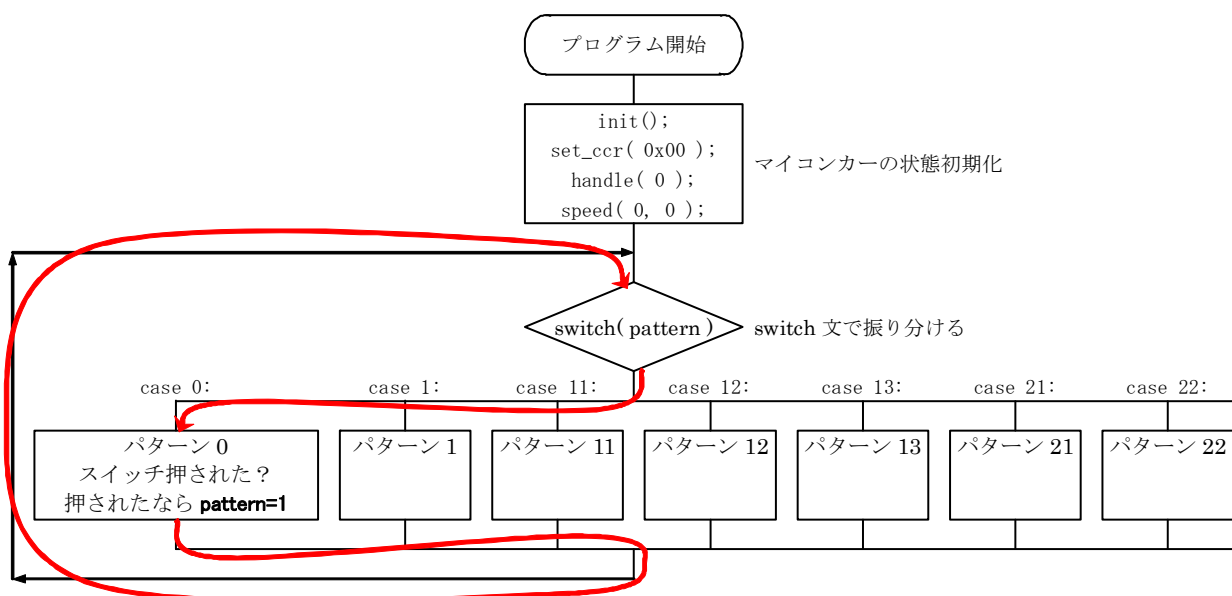 プログラム開始
init();
set_ccr( 0x00 );
handle( 0 );
speed( 0, 0 );
マイコンカーの状態初期化
switch( pattern )
switch 文で振り分ける
case 0:
case 1:
case 11:
case 12:
case 13:
case 21:
case 22:
パターン 0
スイッチ押された？
押されたなら pattern=1
パターン 1
パターン 11
パターン 12
パターン 13
パターン 21
パターン 22